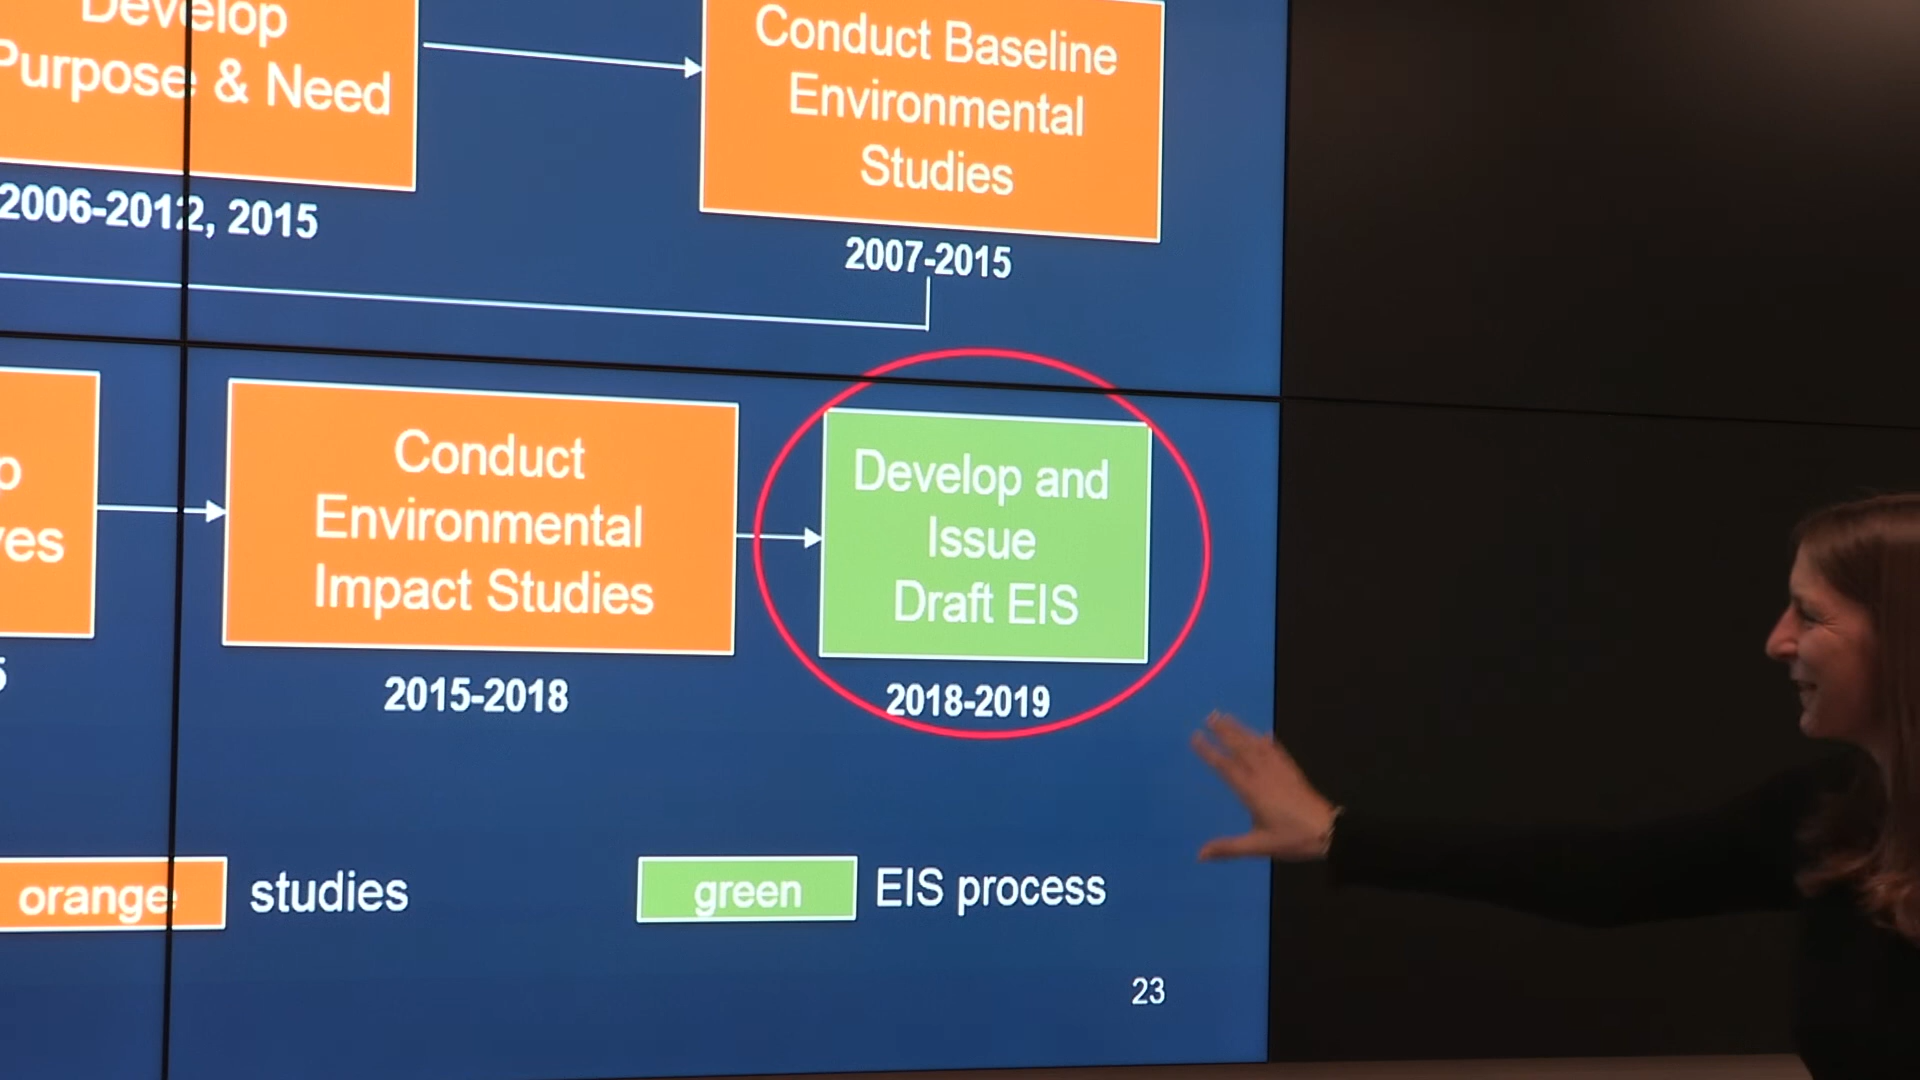 Develop
Purpose & Need
2006-2012, 2015
Conduct Baseline
Environmental
Studies
2007-2015
Conduct
Environmental
Impact Studies
2015-2018
Develop and
Issue
Draft EIS
2018-2019
orange studies
green EIS process
23